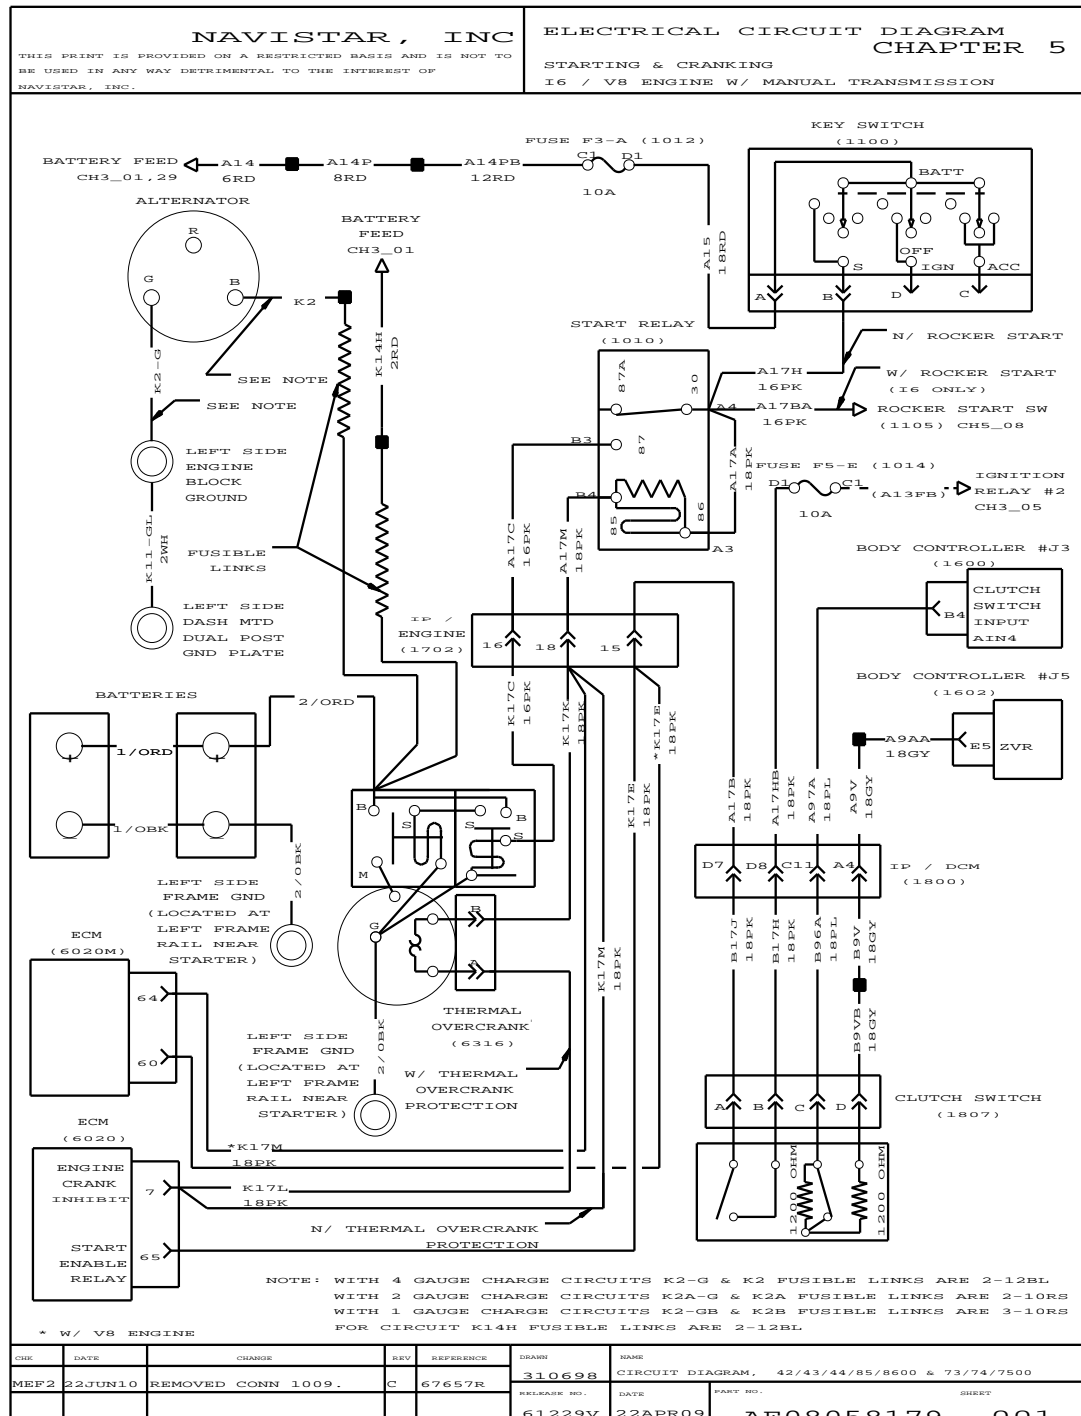 NAVISTAR, INC
THIS PRINT IS PROVIDED ON A RESTRICTED BASIS AND IS NOT TO
BE USED IN ANY WAY DETRIMENTAL TO THE INTEREST OF
NAVISTAR, INC.
ELECTRICAL CIRCUIT DIAGRAM
CHAPTER 5
STARTING & CRANKING
I6 / V8 ENGINE W/ MANUAL TRANSMISSION
BATTERY FEED
CH3_01,29
A14
6RD
A14P
8RD
A14PB
12RD
FUSE F3-A (1012)
C1 D1
10A
KEY SWITCH
(1100)
BATT
OFF
S
IGN
ACC
A
B
D
C
A15
18RD
ALTERNATOR
R
G
B
K2
BATTERY
FEED
CH3_01
K14H
2RD
K2-G
SEE NOTE
SEE NOTE
LEFT SIDE
ENGINE
BLOCK
GROUND
K11-GL
2WH
FUSIBLE
LINKS
LEFT SIDE
DASH MTD
DUAL POST
GND PLATE
START RELAY
(1010)
87A
30
A4
B3
87
B4
85
86
A3
N/ ROCKER START
A17H
16PK
W/ ROCKER START
(I6 ONLY)
A17BA
16PK
ROCKER START SW
(1105) CH5_08
A17A
18PK
FUSE F5-E (1014)
D1 C1
10A
(A13FB)
IGNITION
RELAY #2
CH3_05
BODY CONTROLLER #J3
(1600)
B4
CLUTCH
SWITCH
INPUT
AIN4
BODY CONTROLLER #J5
(1602)
E5
ZVR
A9AA
18GY
A17C
16PK
A17M
18PK
IP /
ENGINE
(1702)
16
18
15
K17C
16PK
K17K
18PK
*K17E
18PK
K17E
18PK
A17B
18PK
A17HB
18PK
A97A
18PL
A9V
18GY
BATTERIES
2/ORD
1/ORD
1/OBK
2/0BK
B
S
S
B
S
M
G
LEFT SIDE
FRAME GND
(LOCATED AT
LEFT FRAME
RAIL NEAR
STARTER)
D7
D8
C11
A4
IP / DCM
(1800)
B17J
18PK
B17H
18PK
B96A
18PL
B9V
18GY
B9VB
18GY
B
A
THERMAL
OVERCRANK
(6316)
K17M
18PK
ECM
(6020M)
64
60
LEFT SIDE
FRAME GND
(LOCATED AT
LEFT FRAME
RAIL NEAR
STARTER)
2/0BK
W/ THERMAL
OVERCRANK
PROTECTION
CLUTCH SWITCH
(1807)
A
B
C
D
1200 OHM
1200 OHM
ECM
(6020)
ENGINE
CRANK
INHIBIT
7
START
ENABLE
RELAY
65
*K17M
18PK
K17L
18PK
N/ THERMAL OVERCRANK
PROTECTION
NOTE: WITH 4 GAUGE CHARGE CIRCUITS K2-G & K2 FUSIBLE LINKS ARE 2-12BL
WITH 2 GAUGE CHARGE CIRCUITS K2A-G & K2A FUSIBLE LINKS ARE 2-10RS
WITH 1 GAUGE CHARGE CIRCUITS K2-GB & K2B FUSIBLE LINKS ARE 3-10RS
FOR CIRCUIT K14H FUSIBLE LINKS ARE 2-12BL
* W/ V8 ENGINE
CHK DATE CHANGE REV REFERENCE
MEF2 22JUN10 REMOVED CONN 1009. C 67657R
DRAWN
310698
NAME
CIRCUIT DIAGRAM, 42/43/44/85/8600 & 73/74/7500
RELEASE NO.
61229V
DATE
22APR09
PART NO.
SHEET